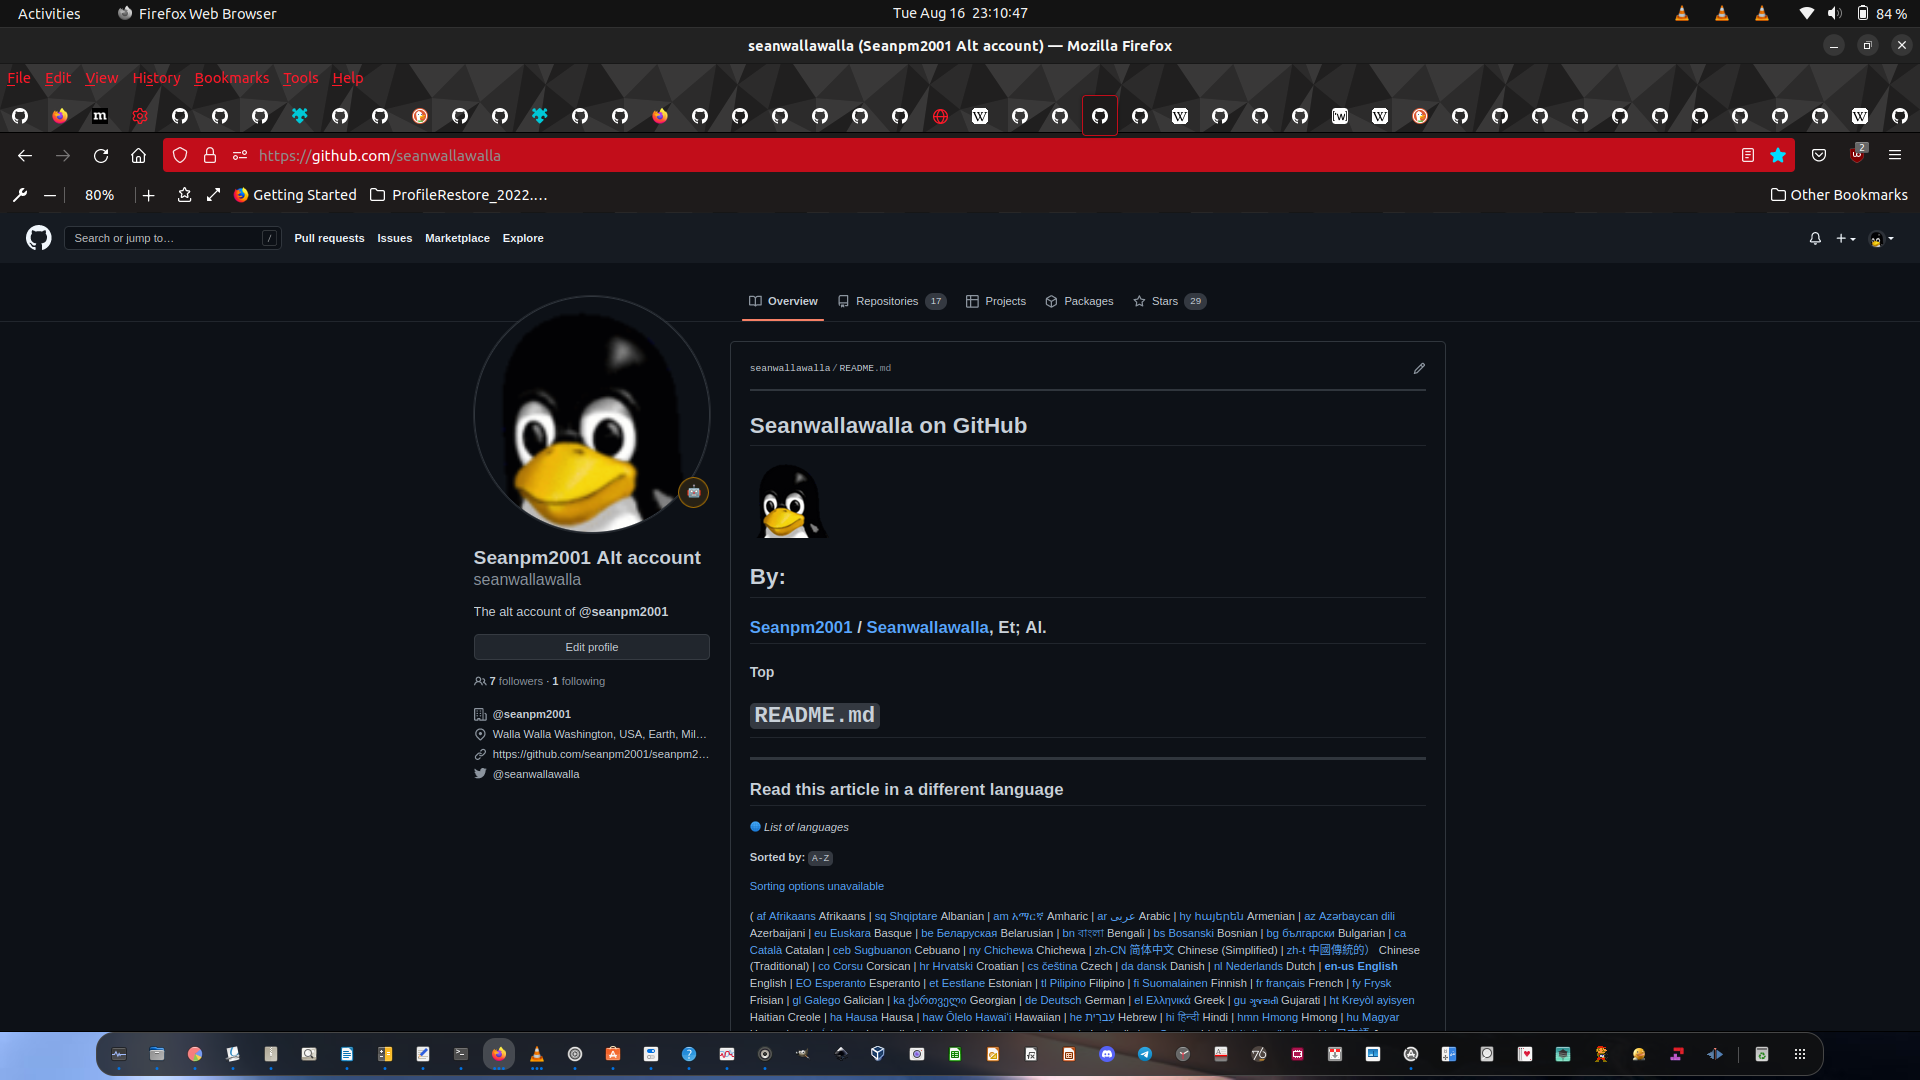 Activities Firefox Web Browser Tue Aug 16 23:10:47 84 %
seanwallawalla (Seanpm2001 Alt account) — Mozilla Firefox
File Edit View History Bookmarks Tools Help
https://github.com/seanwallawalla 2
80% Getting Started ProfileRestore_2022.… Other Bookmarks
Search or jump to… / Pull requests Issues Marketplace Explore
Overview Repositories 17 Projects Packages Stars 29
seanwallawalla / README.md
Seanwallawalla on GitHub
Seanpm2001 Alt account
seanwallawalla
The alt account of @seanpm2001
Edit profile
7 followers · 1 following
@seanpm2001
Walla Walla Washington, USA, Earth, Mil…
https://github.com/seanpm2001/seanpm2…
@seanwallawalla
By:
Seanpm2001 / Seanwallawalla, Et; Al.
Top
README.md
Read this article in a different language
List of languages
Sorted by: A-Z
Sorting options unavailable
( af Afrikaans Afrikaans | sq Shqiptare Albanian | am አማርኛ Amharic | ar عربى Arabic | hy հայերեն Armenian | az Azərbaycan dili
Azerbaijani | eu Euskara Basque | be Беларуская Belarusian | bn বাংলা Bengali | bs Bosanski Bosnian | bg български Bulgarian | ca
Català Catalan | ceb Sugbuanon Cebuano | ny Chichewa Chichewa | zh-CN 简体中文 Chinese (Simplified) | zh-t 中國傳統的） Chinese
(Traditional) | co Corsu Corsican | hr Hrvatski Croatian | cs čeština Czech | da dansk Danish | nl Nederlands Dutch | en-us English
English | EO Esperanto Esperanto | et Eestlane Estonian | tl Pilipino Filipino | fi Suomalainen Finnish | fr français French | fy Frysk
Frisian | gl Galego Galician | ka ქართველი Georgian | de Deutsch German | el Ελληνικά Greek | gu ગુજરાતી Gujarati | ht Kreyòl ayisyen
Haitian Creole | ha Hausa Hausa | haw Ōlelo Hawaiʻi Hawaiian | he עִברִית Hebrew | hi हिन्दी Hindi | hmn Hmong Hmong | hu Magyar